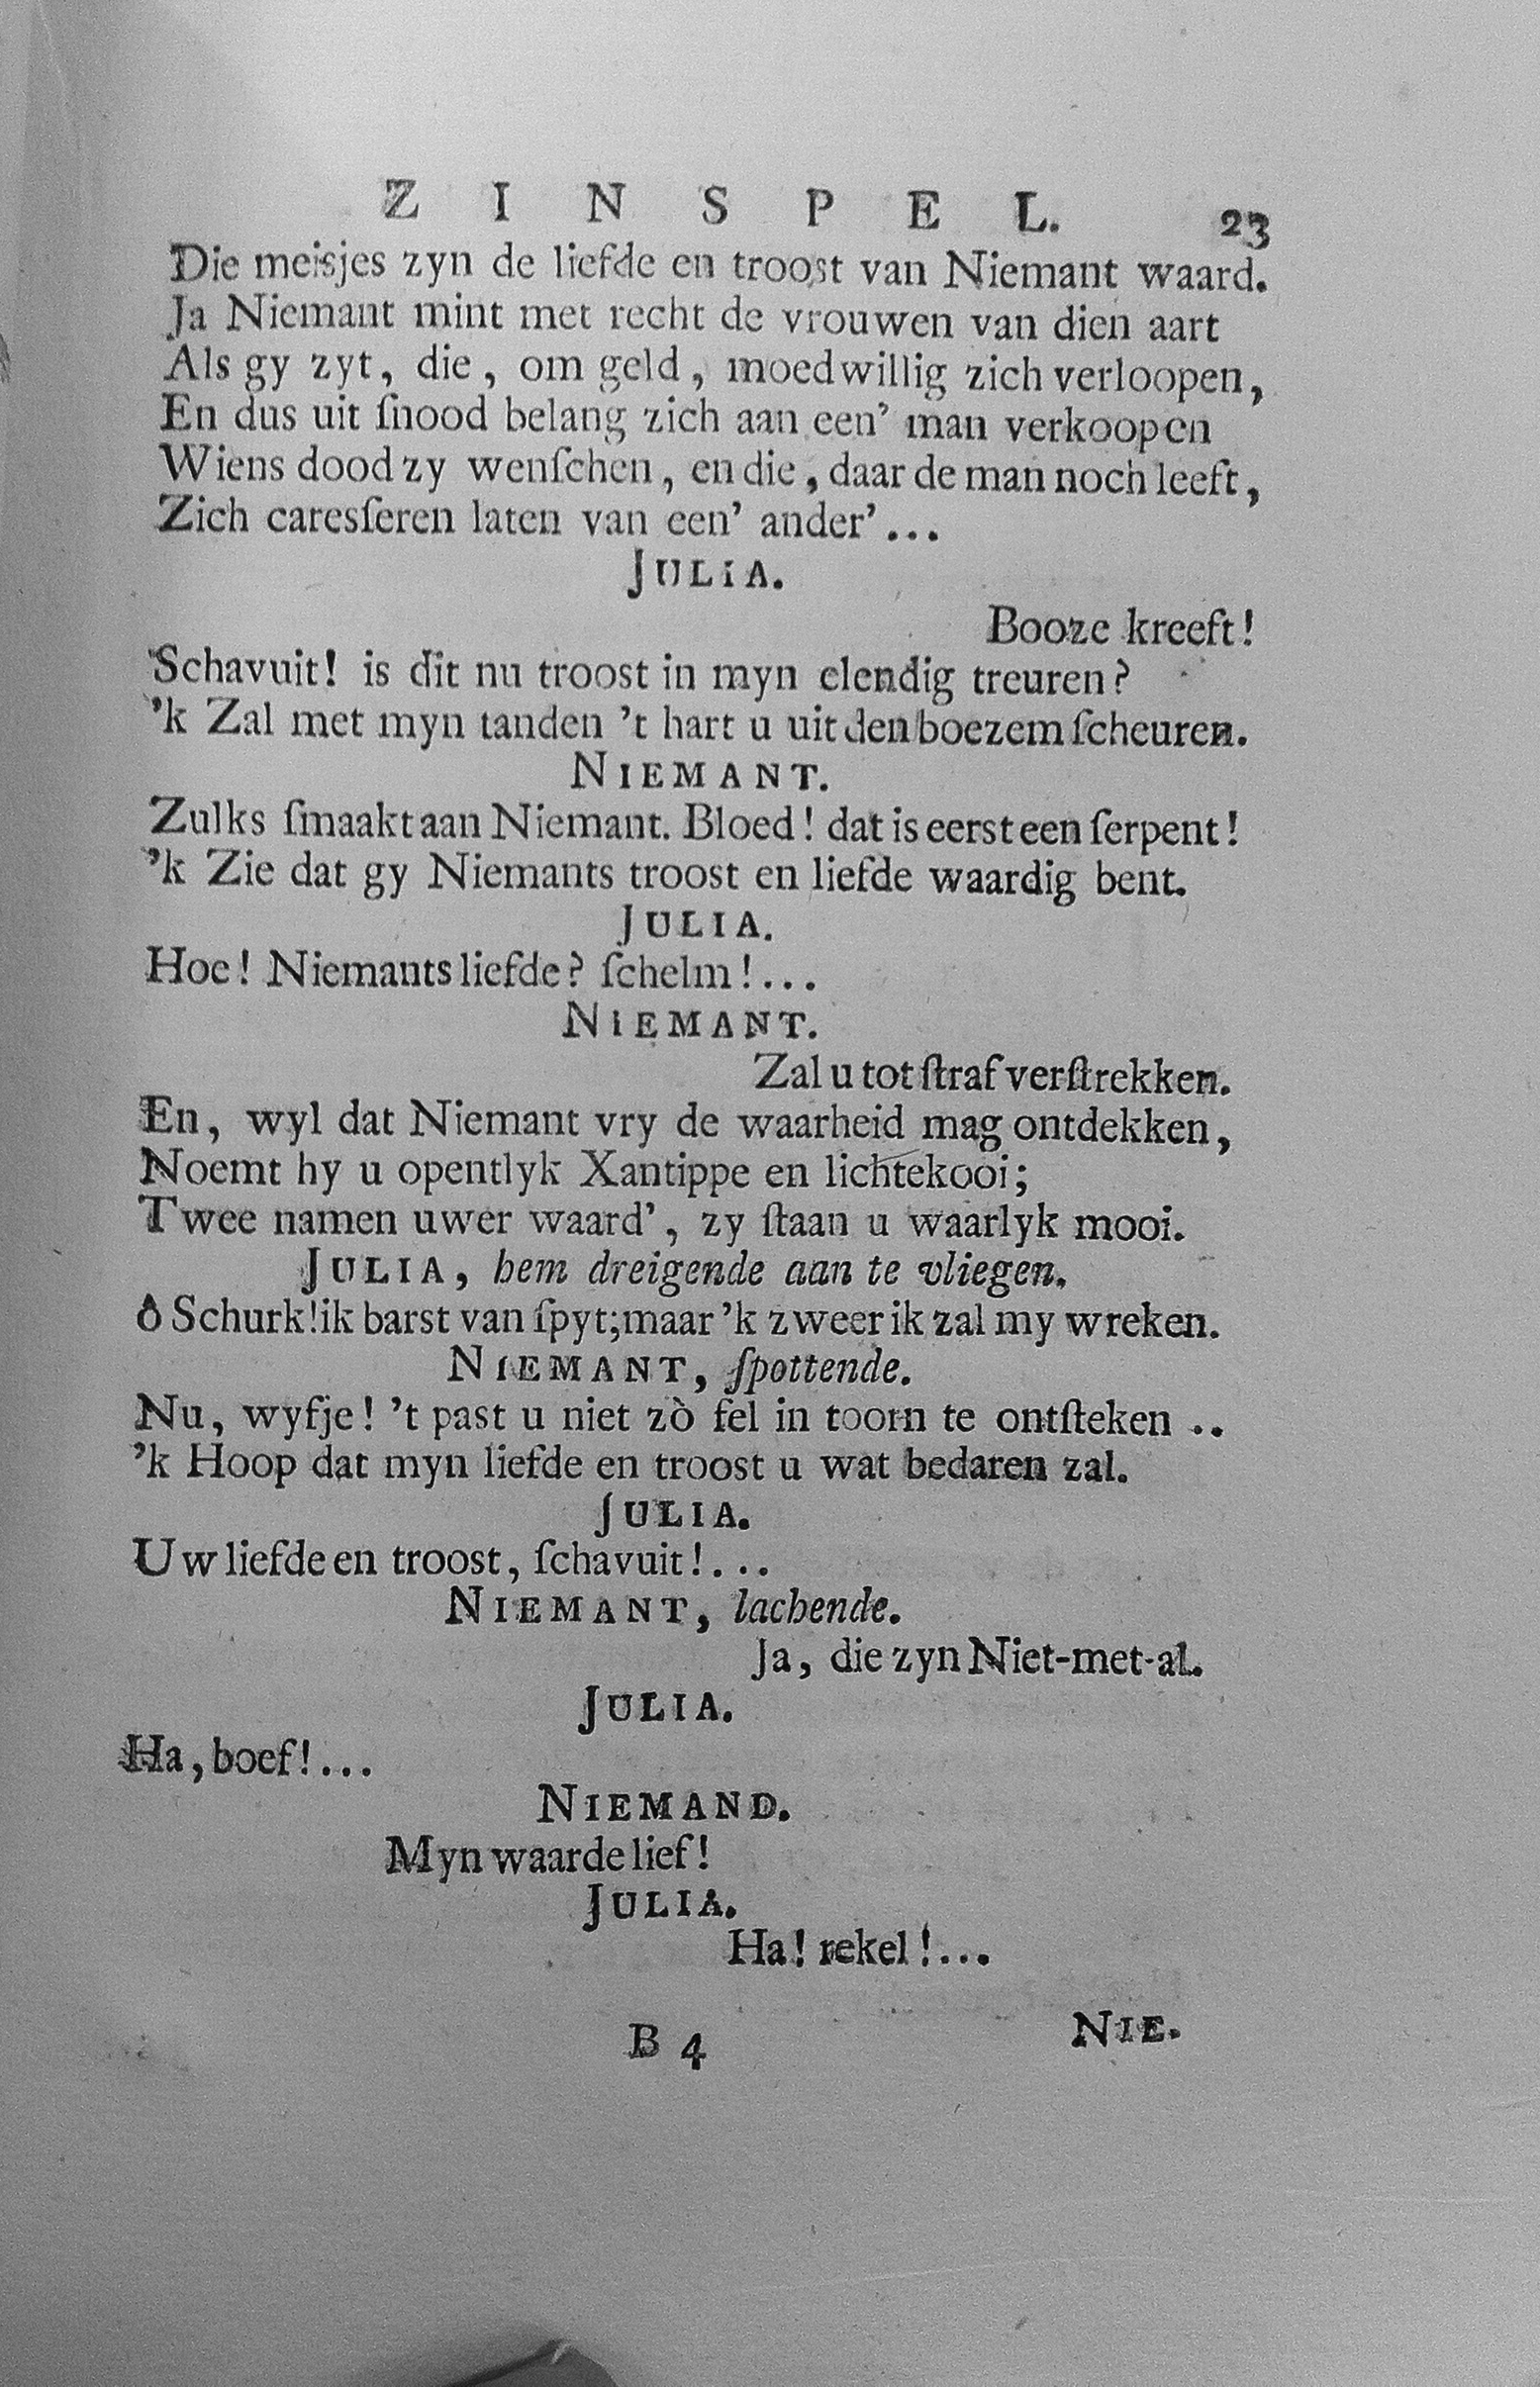 ZINSPEL. 23
Die meisjes zyn de liefde en troost van Niemant waard.
Ja Niemant mint met recht de vrouwen van dien aart
Als gy zyt, die, om geld, moedwillig zich verloopen,
En dus uit ſnood belang zich aan een' man verkoopen
Wiens dood zy wenſchen, en die, daar de man noch leeft,
Zich caresſeren laten van een' ander'...
JULIA.
Booze kreeft!
Schavuit! is dit nu troost in myn elendig treuren?
'k Zal met myn tanden 't hart u uit den boezem ſcheuren.
NIEMANT.
Zulks ſmaakt aan Niemant. Bloed! dat is eerst een ſerpent!
'k Zie dat gy Niemants troost en liefde waardig bent.
JULIA.
Hoe! Niemants liefde? ſchelm!...
NIEMANT.
Zal u tot ſtraf verſtrekken.
En, wyl dat Niemant vry de waarheid mag ontdekken,
Noemt hy u opentlyk Xantippe en lichtekooi;
Twee namen uwer waard', zy ſtaan u waarlyk mooi.
JULIA, hem dreigende aan te vliegen.
ô Schurk! ik barst van ſpyt; maar 'k zweer ik zal my wreken.
NIEMANT, ſpottende.
Nu, wyfje! 't past u niet zò fel in toorn te ontſteken ..
'k Hoop dat myn liefde en troost u wat bedaren zal.
JULIA.
Uw liefde en troost, ſchavuit!...
NIEMANT, lachende.
Ja, die zyn Niet-met-al.
JULIA.
Ha, boef!...
NIEMAND.
Myn waarde lief!
JULIA.
Ha! rekel!...
B 4 NIE.